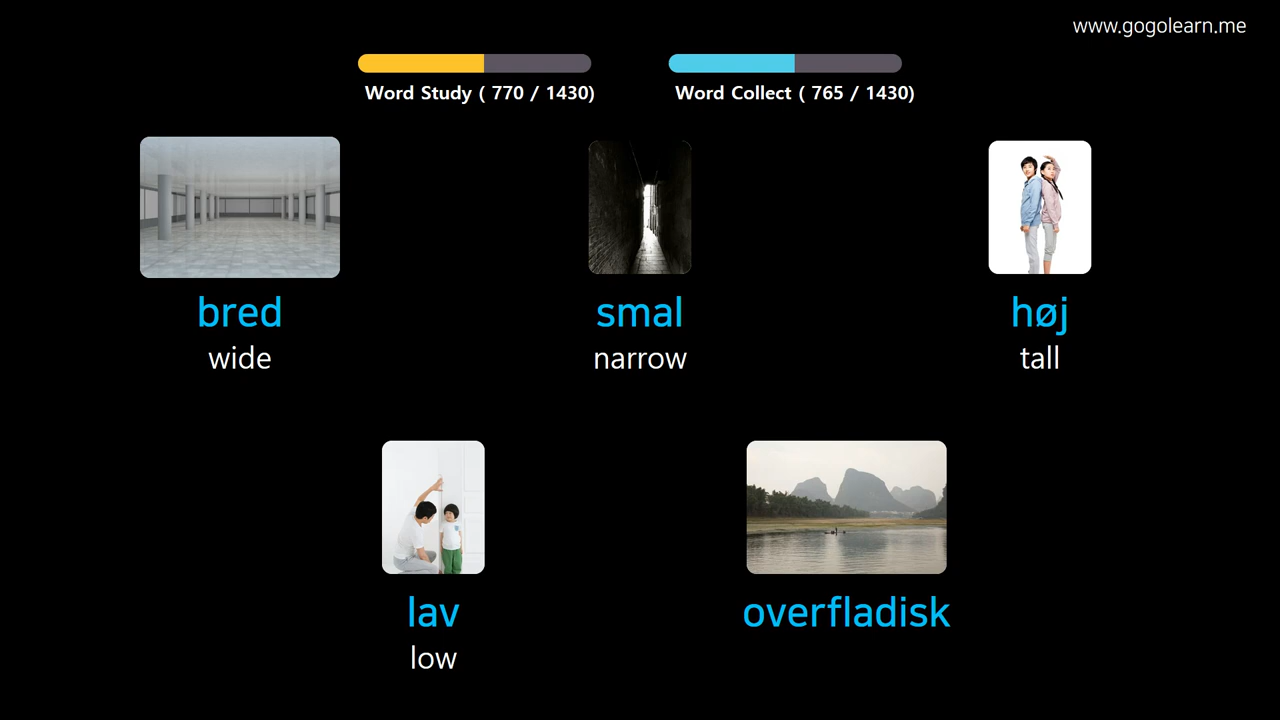 www.gogolearn.me
Word Study ( 770 / 1430)
Word Collect ( 765 / 1430)
bred
wide
smal
narrow
høj
tall
lav
low
overfladisk